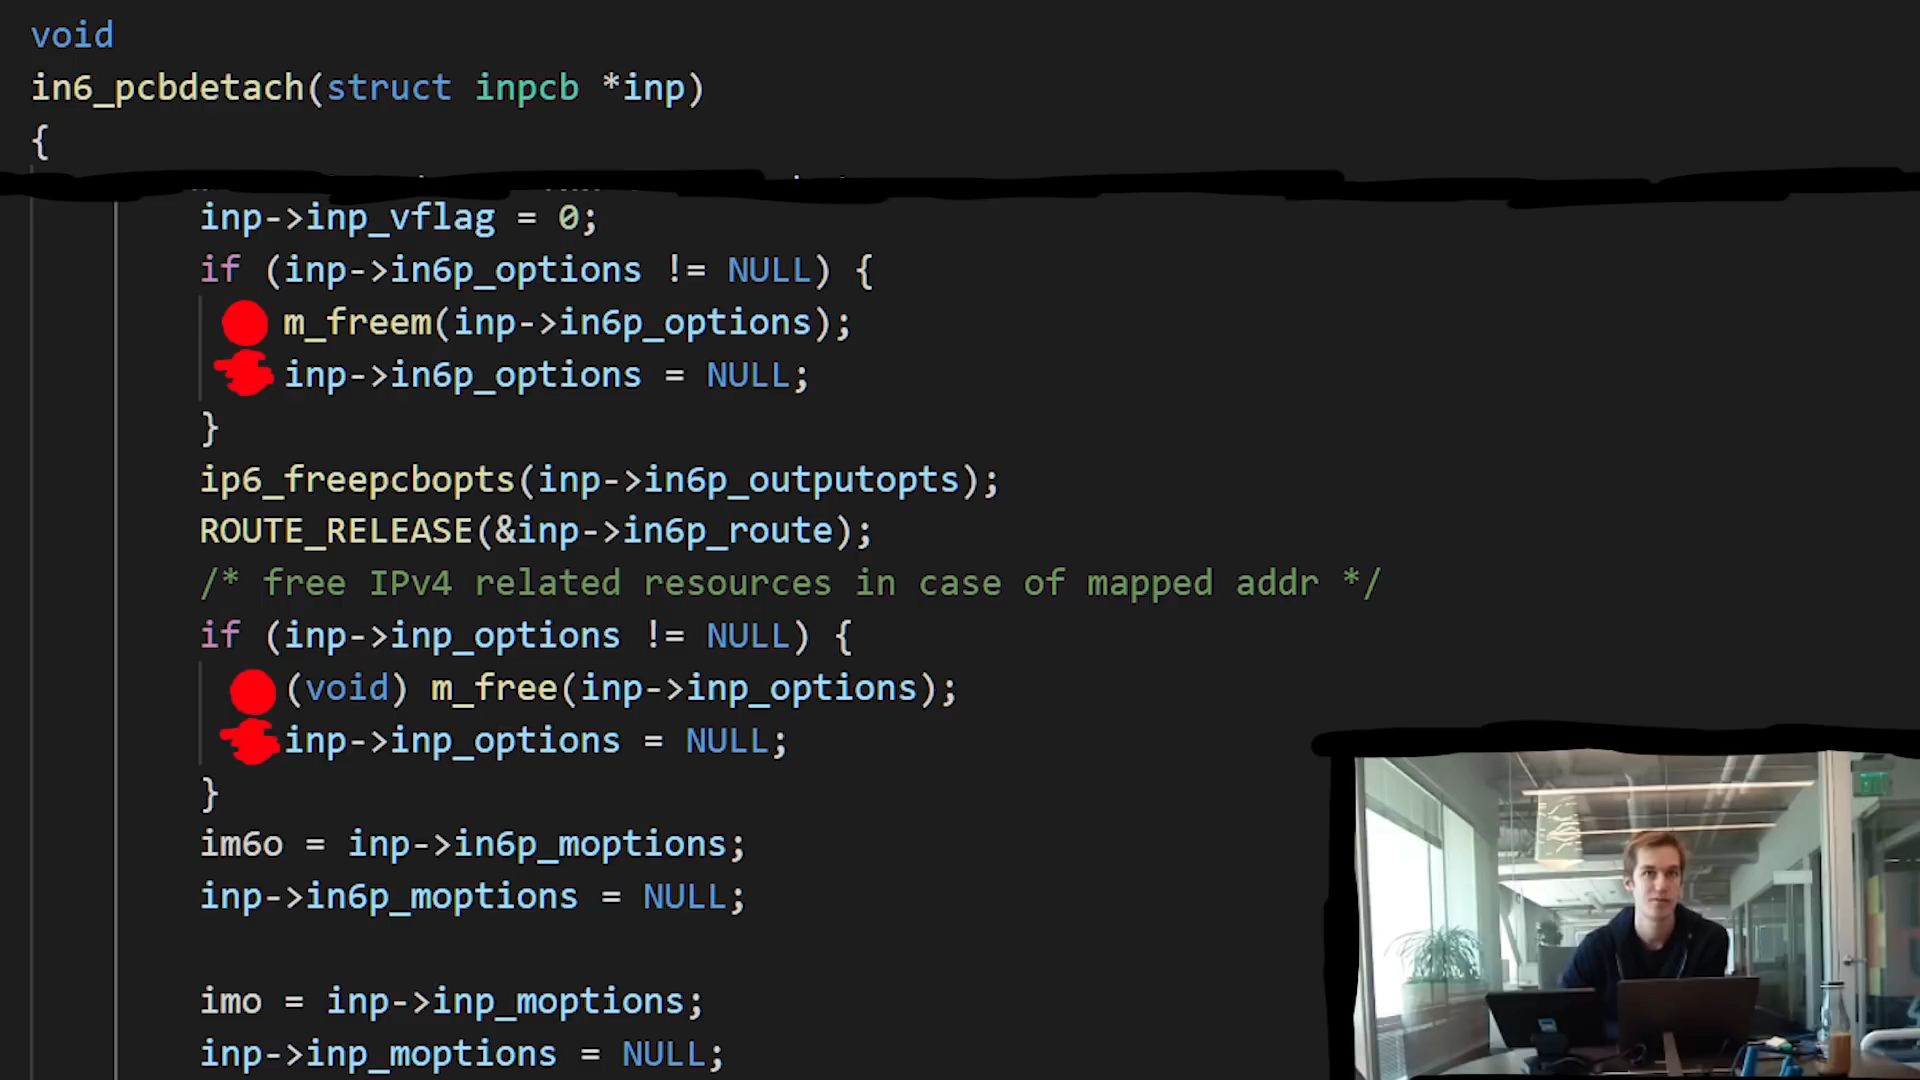 void
in6_pcbdetach(struct inpcb *inp)
{
inp->inp_vflag = 0;
if (inp->in6p_options != NULL) {
m_freem(inp->in6p_options);
inp->in6p_options = NULL;
}
ip6_freepcbopts(inp->in6p_outputopts);
ROUTE_RELEASE(&inp->in6p_route);
/* free IPv4 related resources in case of mapped addr */
if (inp->inp_options != NULL) {
(void) m_free(inp->inp_options);
inp->inp_options = NULL;
}
im6o = inp->in6p_moptions;
inp->in6p_moptions = NULL;
imo = inp->inp_moptions;
inp->inp_moptions = NULL;